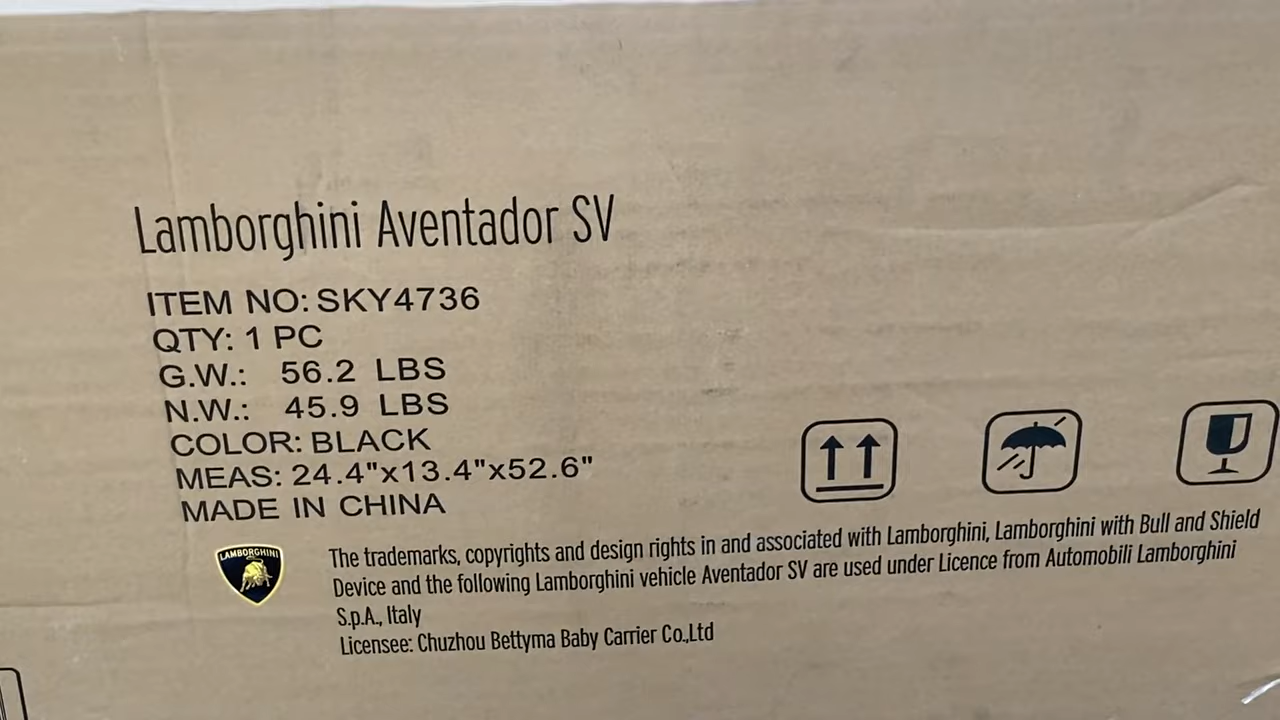 Lamborghini Aventador SV
ITEM NO: SKY4736
QTY: 1 PC
G.W.: 56.2 LBS
N.W.: 45.9 LBS
COLOR: BLACK
MEAS: 24.4"x13.4"x52.6"
MADE IN CHINA
LAMBORGHINI
The trademarks, copyrights and design rights in and associated with Lamborghini, Lamborghini with Bull and Shield
Device and the following Lamborghini vehicle Aventador SV are used under Licence from Automobili Lamborghini
S.p.A., Italy
Licensee: Chuzhou Bettyma Baby Carrier Co.,Ltd